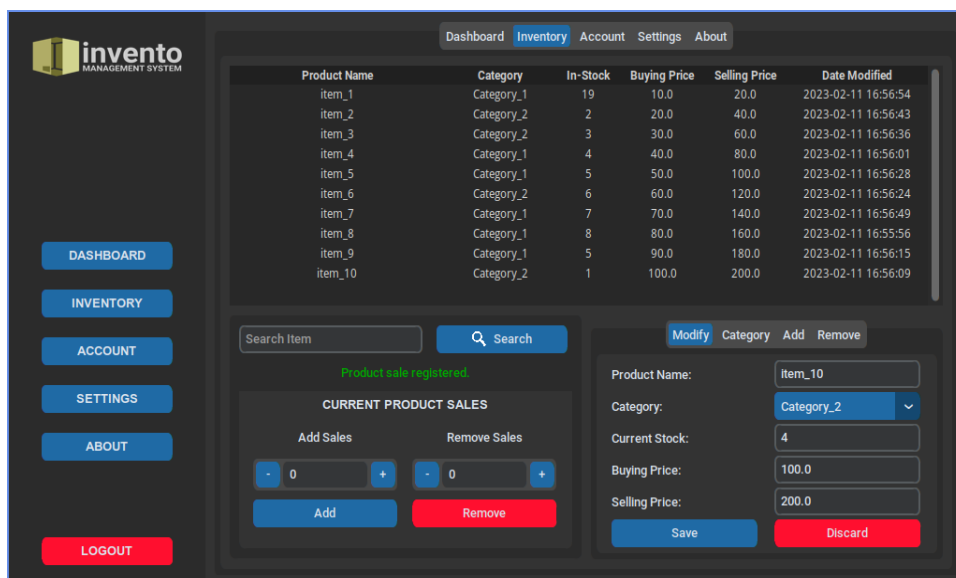 invento
MANAGEMENT SYSTEM
Dashboard Inventory Account Settings About
Product Name Category In-Stock Buying Price Selling Price Date Modified
item_1 Category_1 19 10.0 20.0 2023-02-11 16:56:54
item_2 Category_2 2 20.0 40.0 2023-02-11 16:56:43
item_3 Category_2 3 30.0 60.0 2023-02-11 16:56:36
item_4 Category_1 4 40.0 80.0 2023-02-11 16:56:01
item_5 Category_1 5 50.0 100.0 2023-02-11 16:56:28
item_6 Category_2 6 60.0 120.0 2023-02-11 16:56:24
item_7 Category_1 7 70.0 140.0 2023-02-11 16:56:49
item_8 Category_1 8 80.0 160.0 2023-02-11 16:55:56
item_9 Category_1 5 90.0 180.0 2023-02-11 16:56:15
item_10 Category_2 1 100.0 200.0 2023-02-11 16:56:09
DASHBOARD
INVENTORY
ACCOUNT
SETTINGS
ABOUT
LOGOUT
Search Item Search
Product sale registered.
CURRENT PRODUCT SALES
Add Sales Remove Sales
- 0 + - 0 +
Add Remove
Modify Category Add Remove
Product Name: item_10
Category: Category_2
Current Stock: 4
Buying Price: 100.0
Selling Price: 200.0
Save Discard